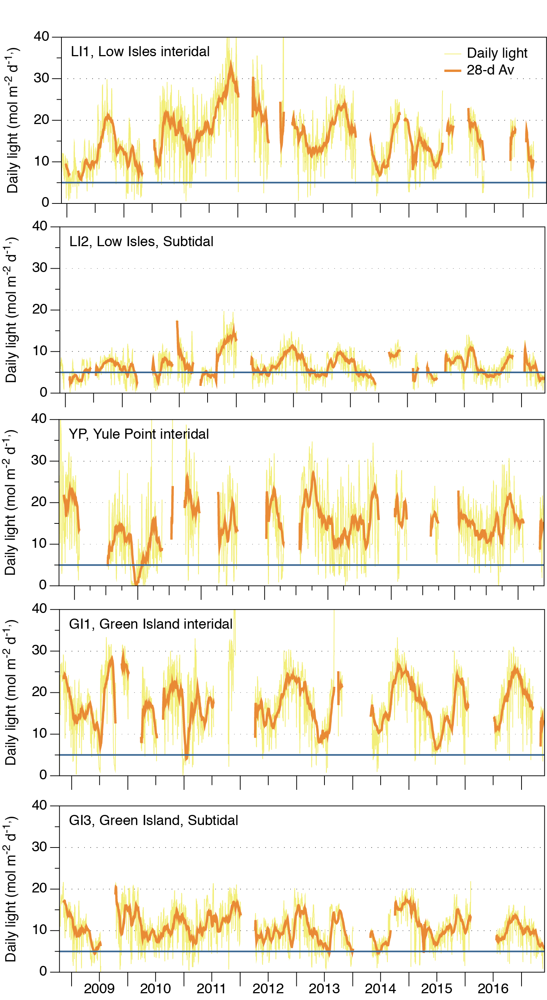 40
LI1, Low Isles interidal
Daily light
28-d Av
30
20
10
0
Daily light (mol m-2 d-1,)
40
LI2, Low Isles, Subtidal
30
20
10
0
Daily light (mol m-2 d-1,)
40
YP, Yule Point interidal
30
20
10
0
Daily light (mol m-2 d-1,)
40
GI1, Green Island interidal
30
20
10
0
Daily light (mol m-2 d-1,)
40
GI3, Green Island, Subtidal
30
20
10
0
Daily light (mol m-2 d-1,)
2009 2010 2011 2012 2013 2014 2015 2016